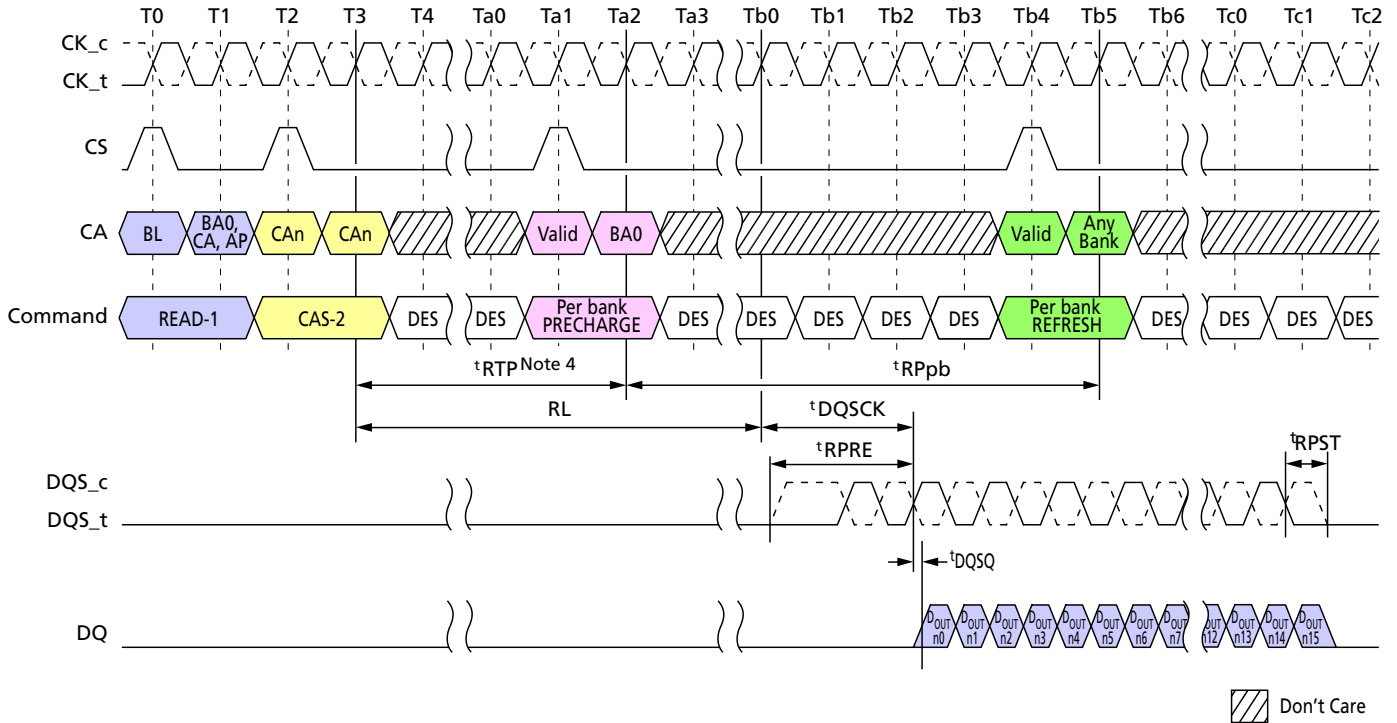 T0 T1 T2 T3 T4 Ta0 Ta1 Ta2 Ta3 Tb0 Tb1 Tb2 Tb3 Tb4 Tb5 Tb6 Tc0 Tc1 Tc2
CK_c
CK_t
CS
CA BL BA0, CA, AP CAn CAn Valid BA0 Valid Any Bank
Command READ-1 CAS-2 DES DES Per bank PRECHARGE DES DES DES DES DES Per bank REFRESH DES DES DES DES
tRTP Note 4 tRPpb
RL tDQSCK
tRPRE tRPST
DQS_c
DQS_t
tDQSQ
DQ DOUT n0 DOUT n1 DOUT n2 DOUT n3 DOUT n4 DOUT n5 DOUT n6 DOUT n7 DOUT n12 DOUT n13 DOUT n14 DOUT n15
Don't Care